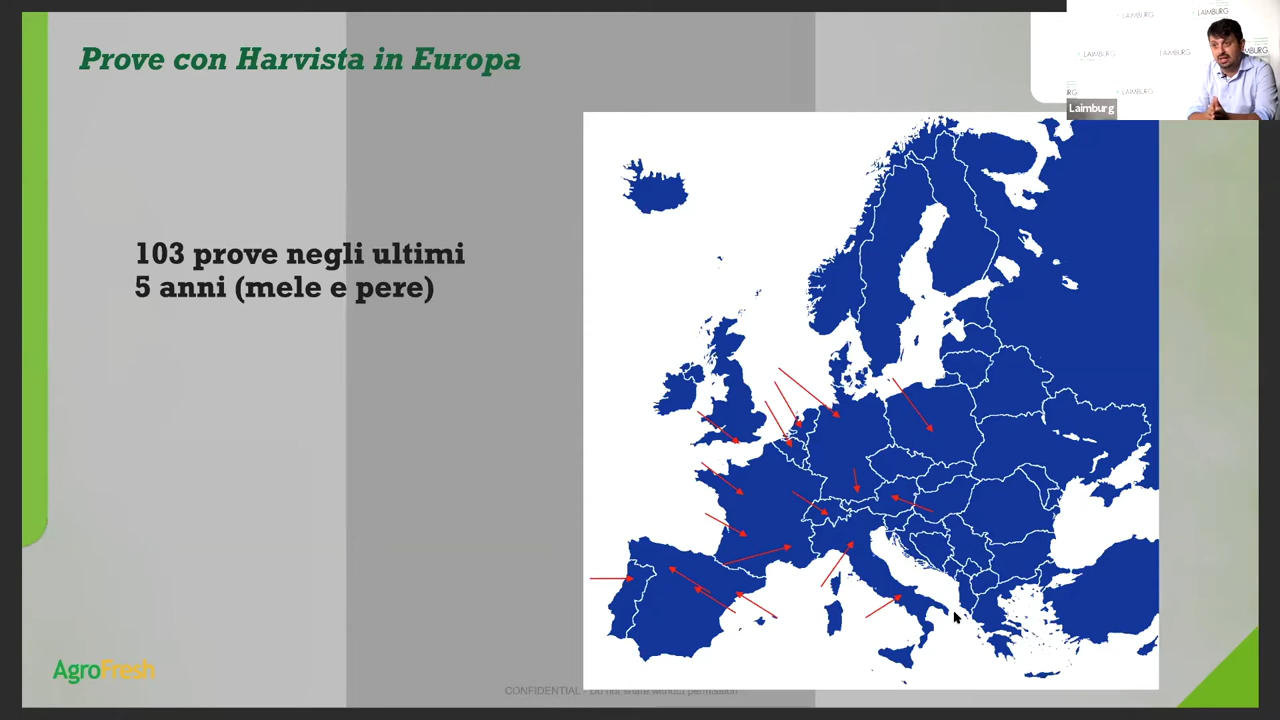 Prove con Harvista in Europa
LAIMBURG
LAIMBURG
LAIMBURG
LAIMBURG
MBURG
RG
LAIMBURG
Laimburg
103 prove negli ultimi
5 anni (mele e pere)
AgroFresh
CONFIDENTIAL - Do not share without permission